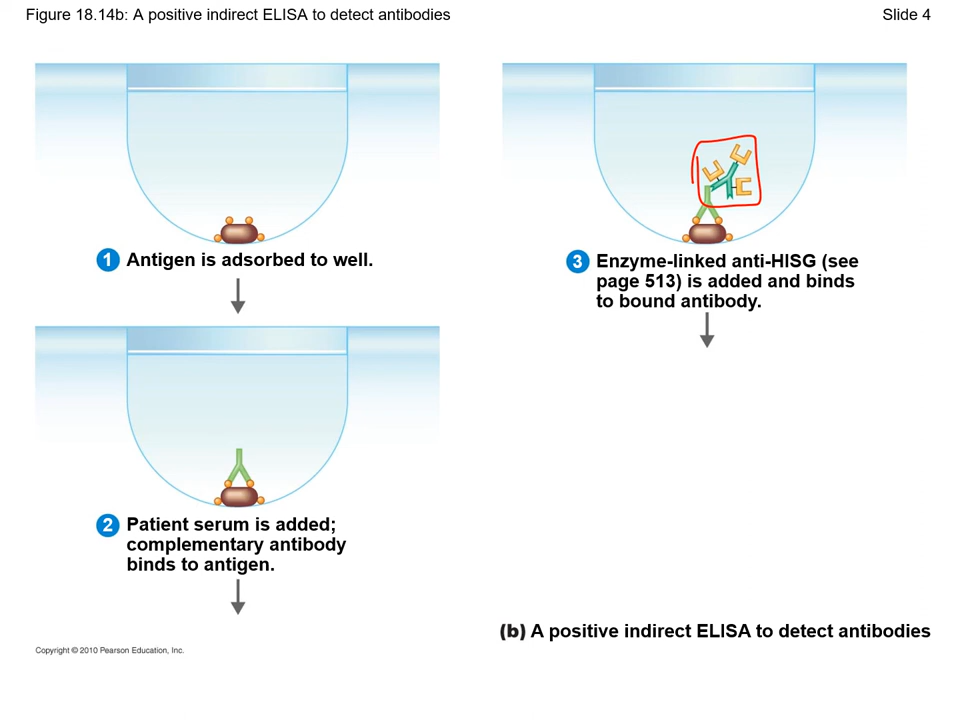 Figure 18.14b: A positive indirect ELISA to detect antibodies
Slide 4
1 Antigen is adsorbed to well.
2 Patient serum is added;
complementary antibody
binds to antigen.
3 Enzyme-linked anti-HISG (see
page 513) is added and binds
to bound antibody.
(b) A positive indirect ELISA to detect antibodies
Copyright © 2010 Pearson Education, Inc.